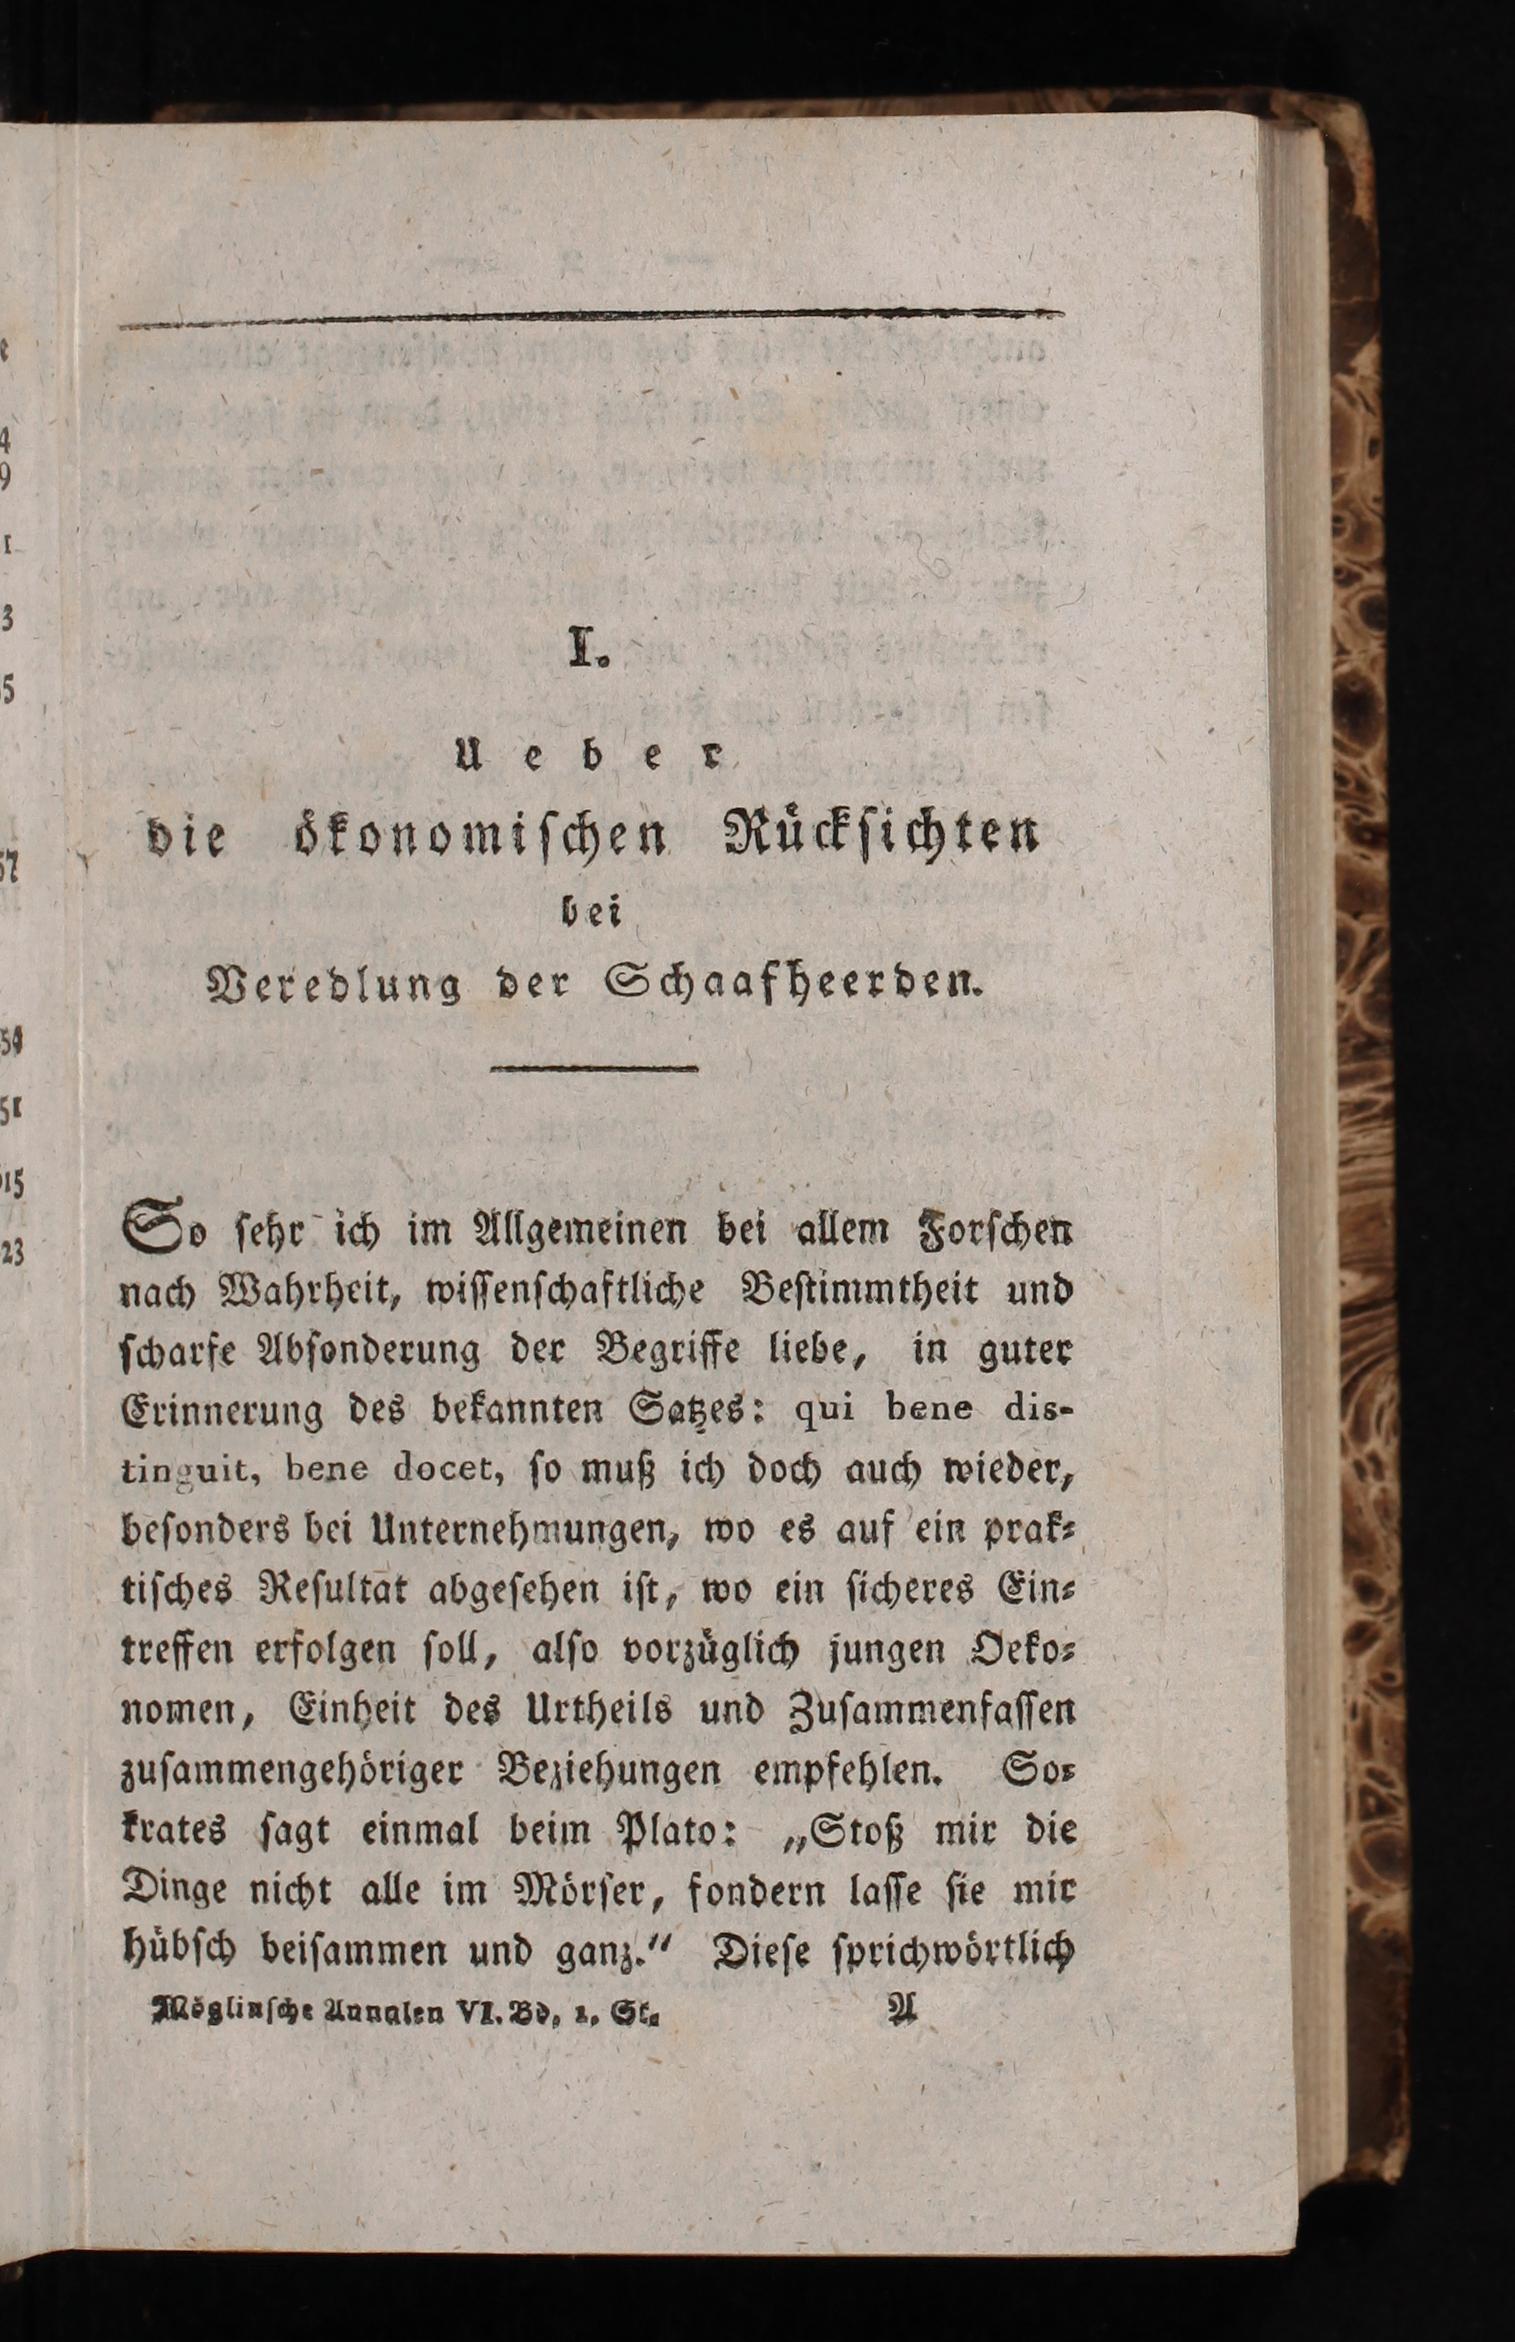 I.
Ueber
die ökonomischen Rücksichten
bei
Veredlung der Schaafheerden.
So sehr ich im Allgemeinen bei allem Forschen
nach Wahrheit, wissenschaftliche Bestimmtheit und
scharfe Absonderung der Begriffe liebe, in guter
Erinnerung des bekannten Satzes: qui bene dis-
tinguit, bene docet, so muß ich doch auch wieder,
besonders bei Unternehmungen, wo es auf ein prak-
tisches Resultat abgesehen ist, wo ein sicheres Ein-
treffen erfolgen soll, also vorzüglich jungen Oeko-
nomen, Einheit des Urtheils und Zusammenfassen
zusammengehöriger Beziehungen empfehlen. So-
krates sagt einmal beim Plato: „Stoß mir die
Dinge nicht alle im Mörser, fondern lasse sie mir
hübsch beisammen und ganz.“ Diese sprichwörtlich
Möglinsche Annalen VI. Bd, 1. St. A